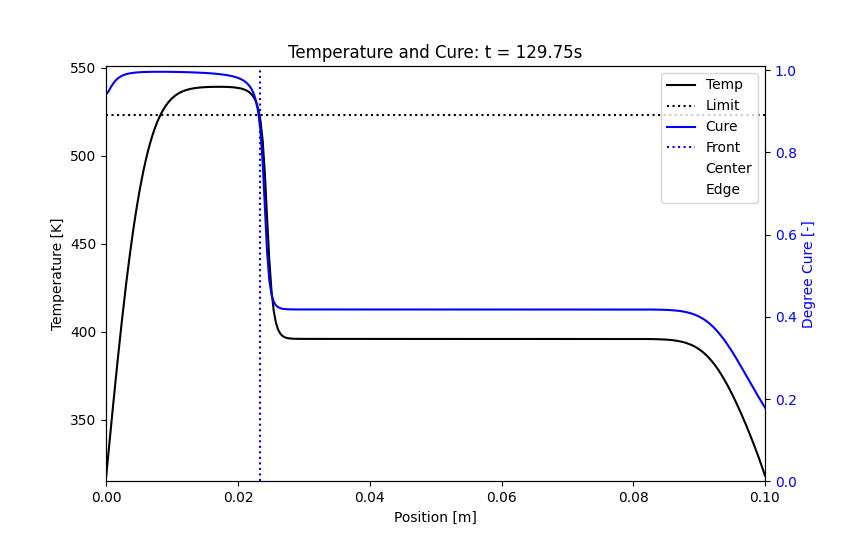 Temperature and Cure: t = 129.75s
550
500
450
400
350
Temperature [K]
1.0
0.8
0.6
0.4
0.2
0.0
Degree Cure [-]
Temp
Limit
Cure
Front
Center
Edge
0.00 0.02 0.04 0.06 0.08 0.10
Position [m]